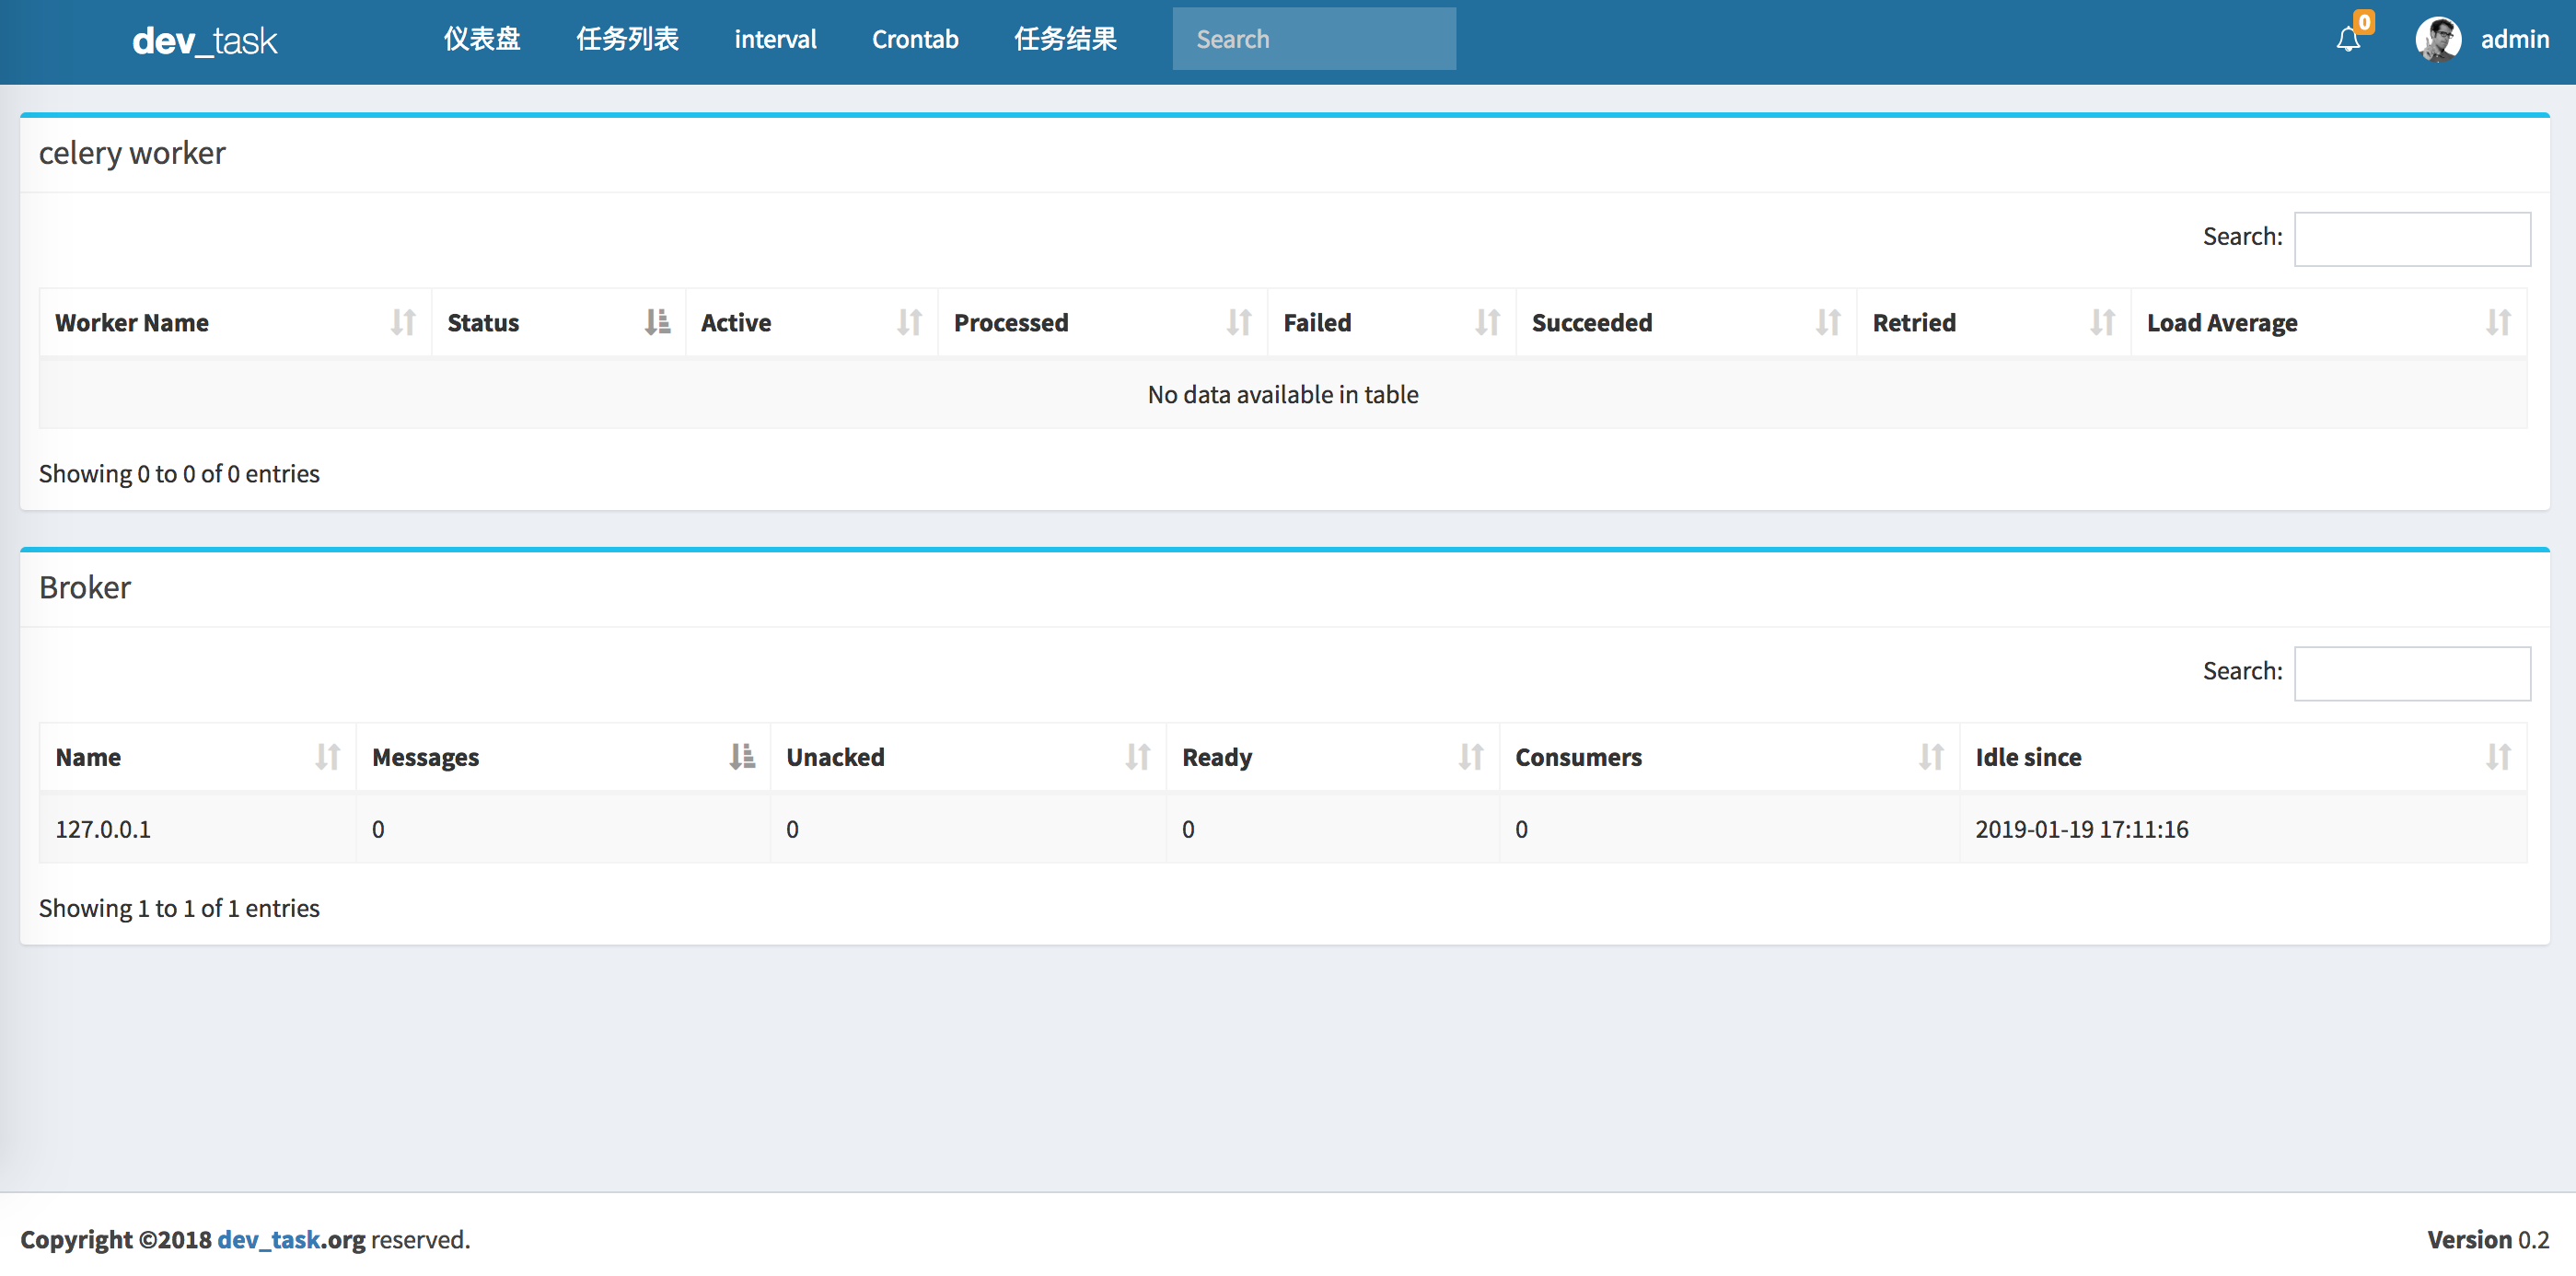 dev_task 仪表盘 任务列表 interval Crontab 任务结果 Search 0 admin
celery worker
Search:
Worker Name Status Active Processed Failed Succeeded Retried Load Average
No data available in table
Showing 0 to 0 of 0 entries
Broker
Search:
Name Messages Unacked Ready Consumers Idle since
127.0.0.1 0 0 0 0 2019-01-19 17:11:16
Showing 1 to 1 of 1 entries
Copyright ©2018 dev_task.org reserved. Version 0.2